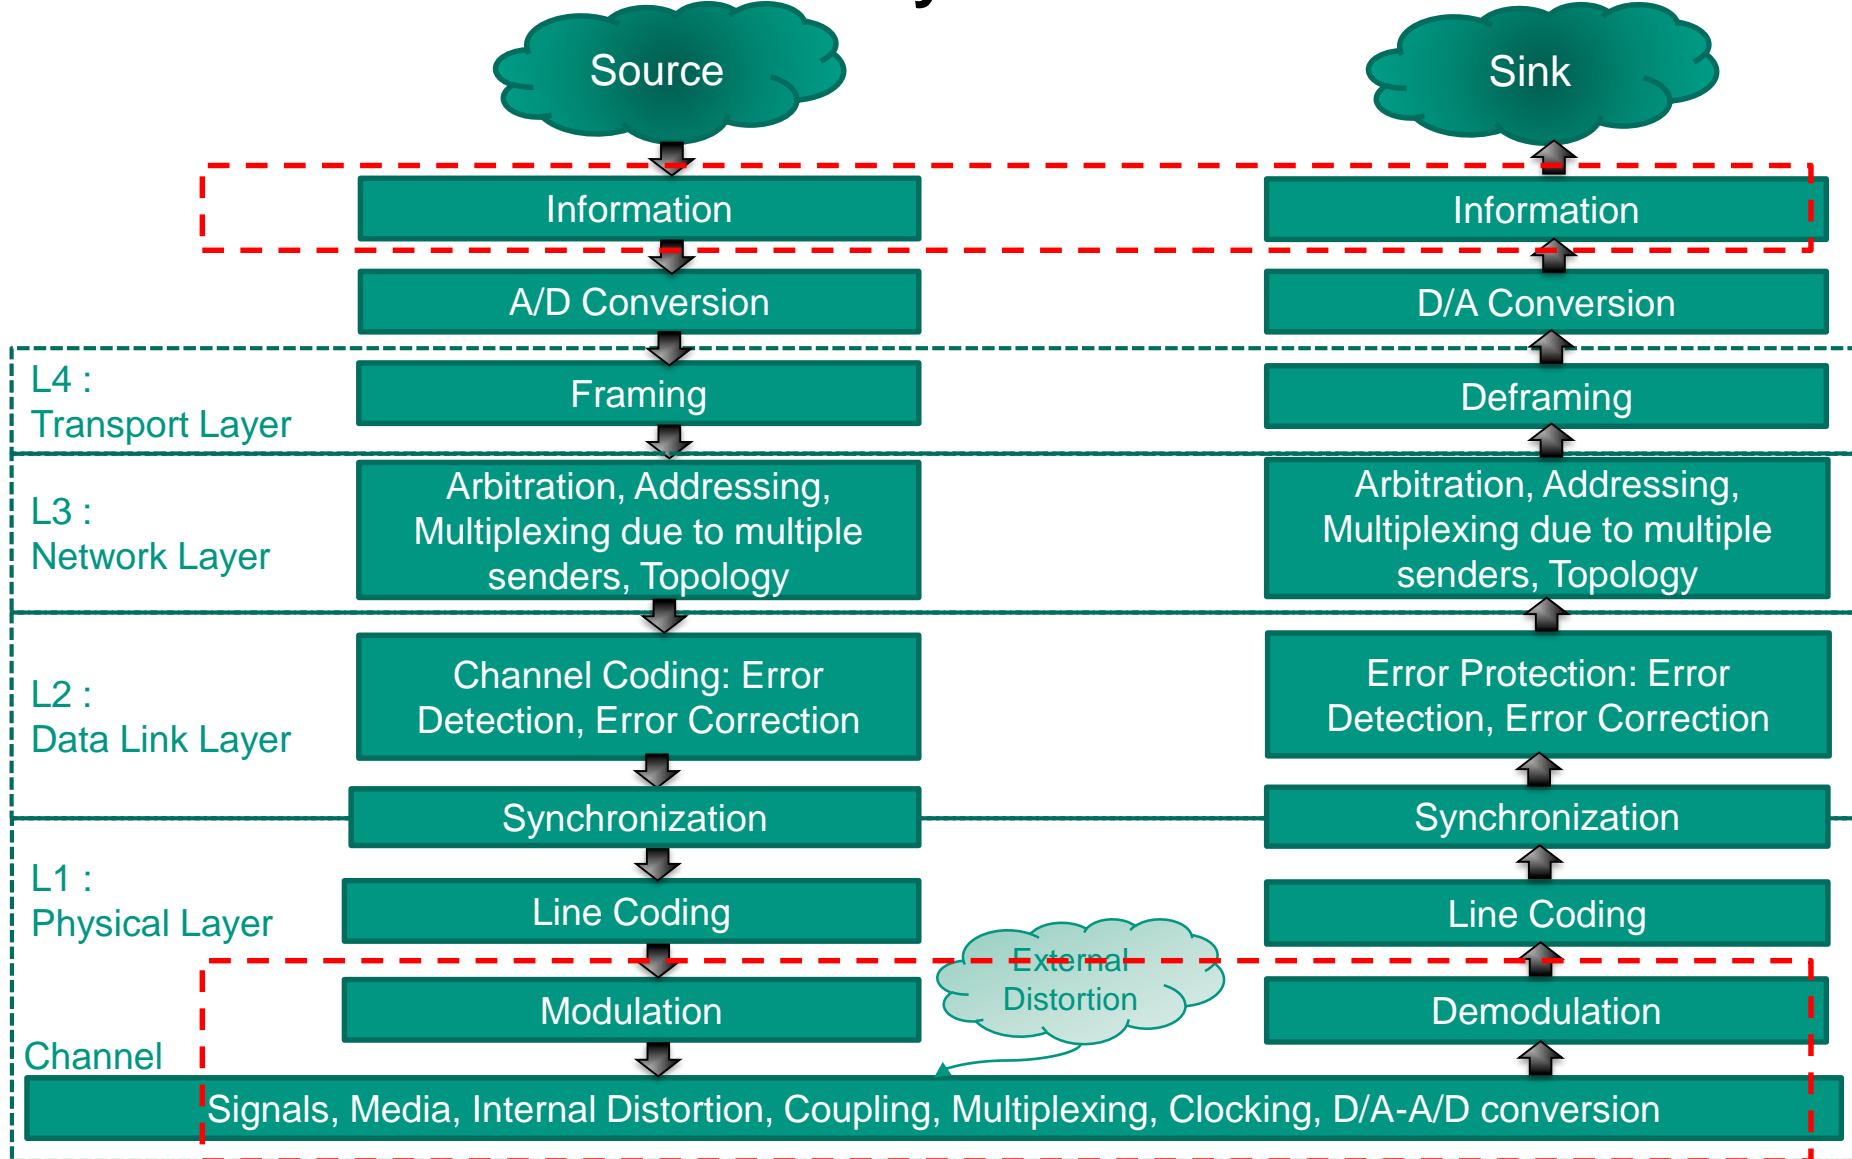 Source
Sink
Information
Information
A/D Conversion
D/A Conversion
L4 :
Transport Layer
Framing
Deframing
L3 :
Network Layer
Arbitration, Addressing,
Multiplexing due to multiple
senders, Topology
Arbitration, Addressing,
Multiplexing due to multiple
senders, Topology
L2 :
Data Link Layer
Channel Coding: Error
Detection, Error Correction
Error Protection: Error
Detection, Error Correction
Synchronization
Synchronization
L1 :
Physical Layer
Line Coding
Line Coding
External
Distortion
Modulation
Demodulation
Channel
Signals, Media, Internal Distortion, Coupling, Multiplexing, Clocking, D/A-A/D conversion